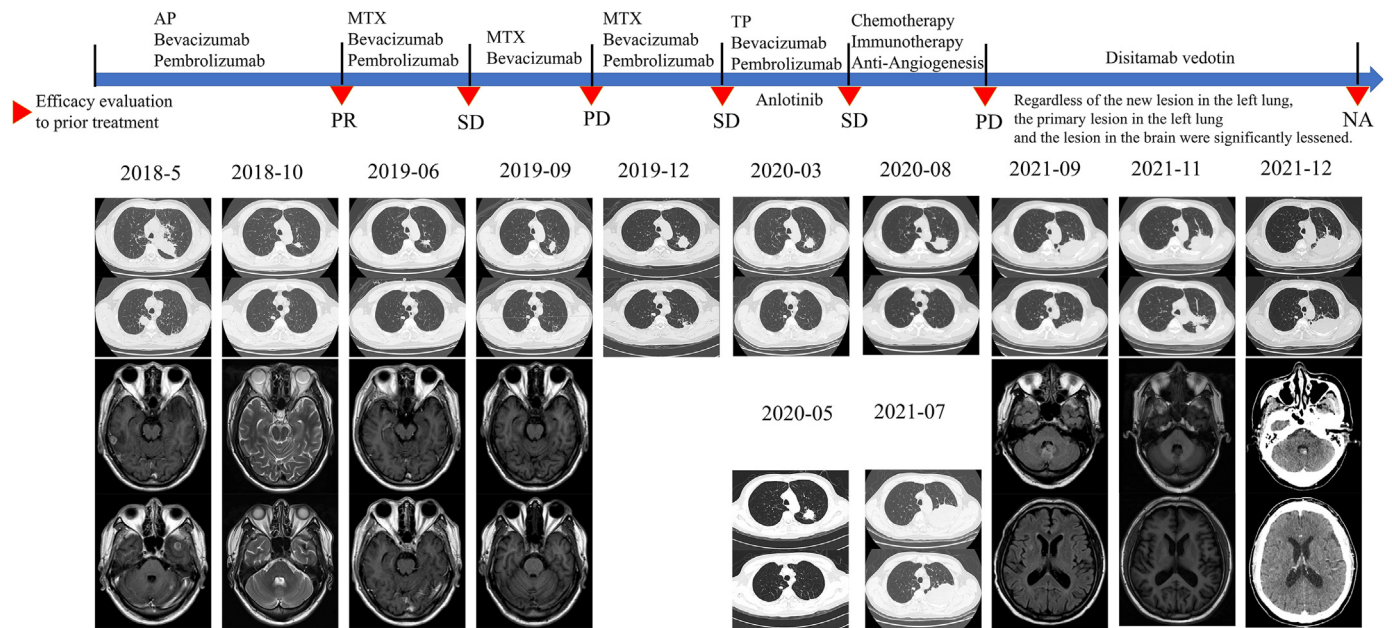 AP
Bevacizumab
Pembrolizumab
MTX
Bevacizumab
Pembrolizumab
MTX
Bevacizumab
MTX
Bevacizumab
Pembrolizumab
TP
Bevacizumab
Pembrolizumab
Anlotinib
Chemotherapy
Immunotherapy
Anti-Angiogenesis
Disitamab vedotin
Efficacy evaluation
to prior treatment
PR
SD
PD
SD
SD
PD
Regardless of the new lesion in the left lung,
the primary lesion in the left lung
and the lesion in the brain were significantly lessened.
NA
2018-5
2018-10
2019-06
2019-09
2019-12
2020-03
2020-08
2021-09
2021-11
2021-12
2020-05
2021-07